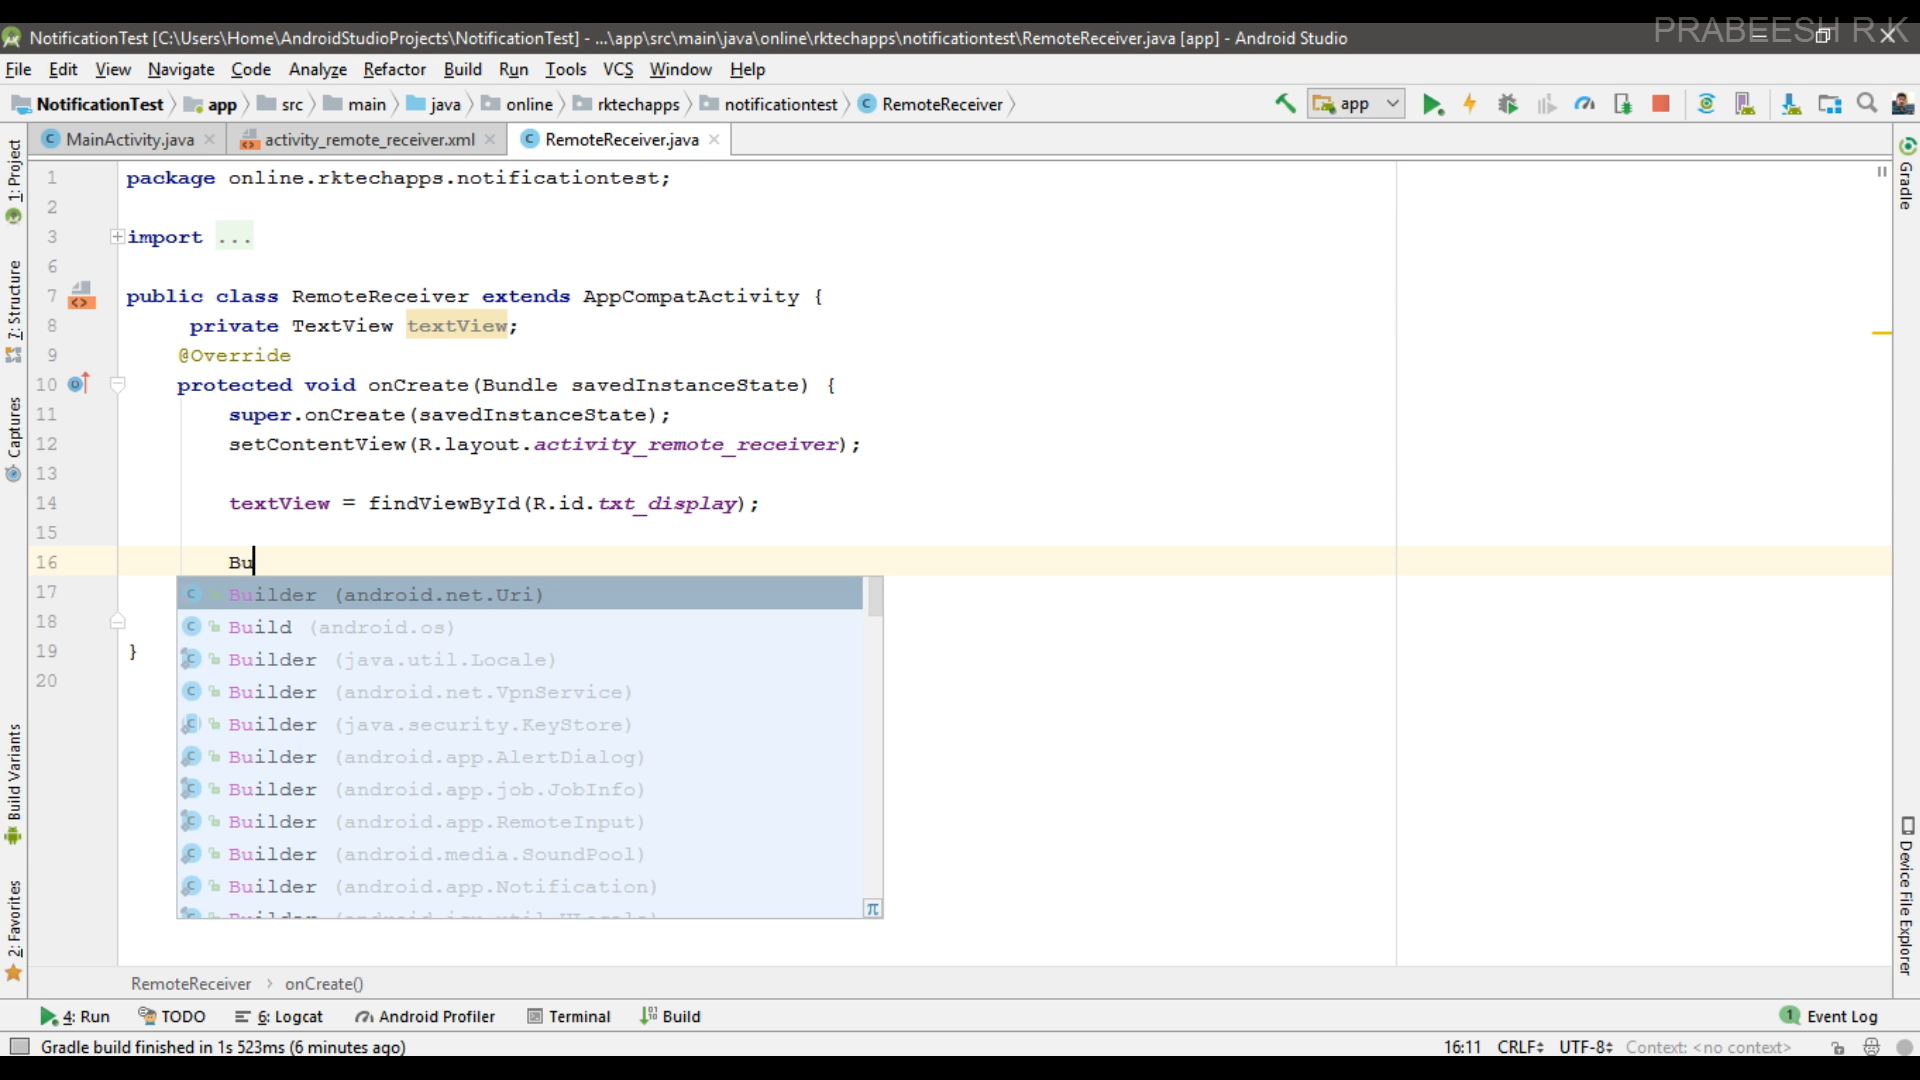 PRABEESH R K
NotificationTest [C:\Users\Home\AndroidStudioProjects\NotificationTest] - ...\app\src\main\java\online\rktechapps\notificationtest\RemoteReceiver.java [app] - Android Studio
File Edit View Navigate Code Analyze Refactor Build Run Tools VCS Window Help
NotificationTest app src main java online rktechapps notificationtest RemoteReceiver app
MainActivity.java activity_remote_receiver.xml RemoteReceiver.java
1: Project
7: Structure
Captures
Build Variants
2: Favorites
Gradle
Device File Explorer
1 package online.rktechapps.notificationtest;
2
3 import ...
6
7 public class RemoteReceiver extends AppCompatActivity {
8 private TextView textView;
9 @Override
10 protected void onCreate(Bundle savedInstanceState) {
11 super.onCreate(savedInstanceState);
12 setContentView(R.layout.activity_remote_receiver);
13
14 textView = findViewById(R.id.txt_display);
15
16 Bu
17
18
19 }
20
Builder (android.net.Uri)
Build (android.os)
Builder (java.util.Locale)
Builder (android.net.VpnService)
Builder (java.security.KeyStore)
Builder (android.app.AlertDialog)
Builder (android.app.job.JobInfo)
Builder (android.app.RemoteInput)
Builder (android.media.SoundPool)
Builder (android.app.Notification)
π
RemoteReceiver › onCreate()
4: Run TODO 6: Logcat Android Profiler Terminal Build 1 Event Log
Gradle build finished in 1s 523ms (6 minutes ago) 16:11 CRLF UTF-8 Context: <no context>